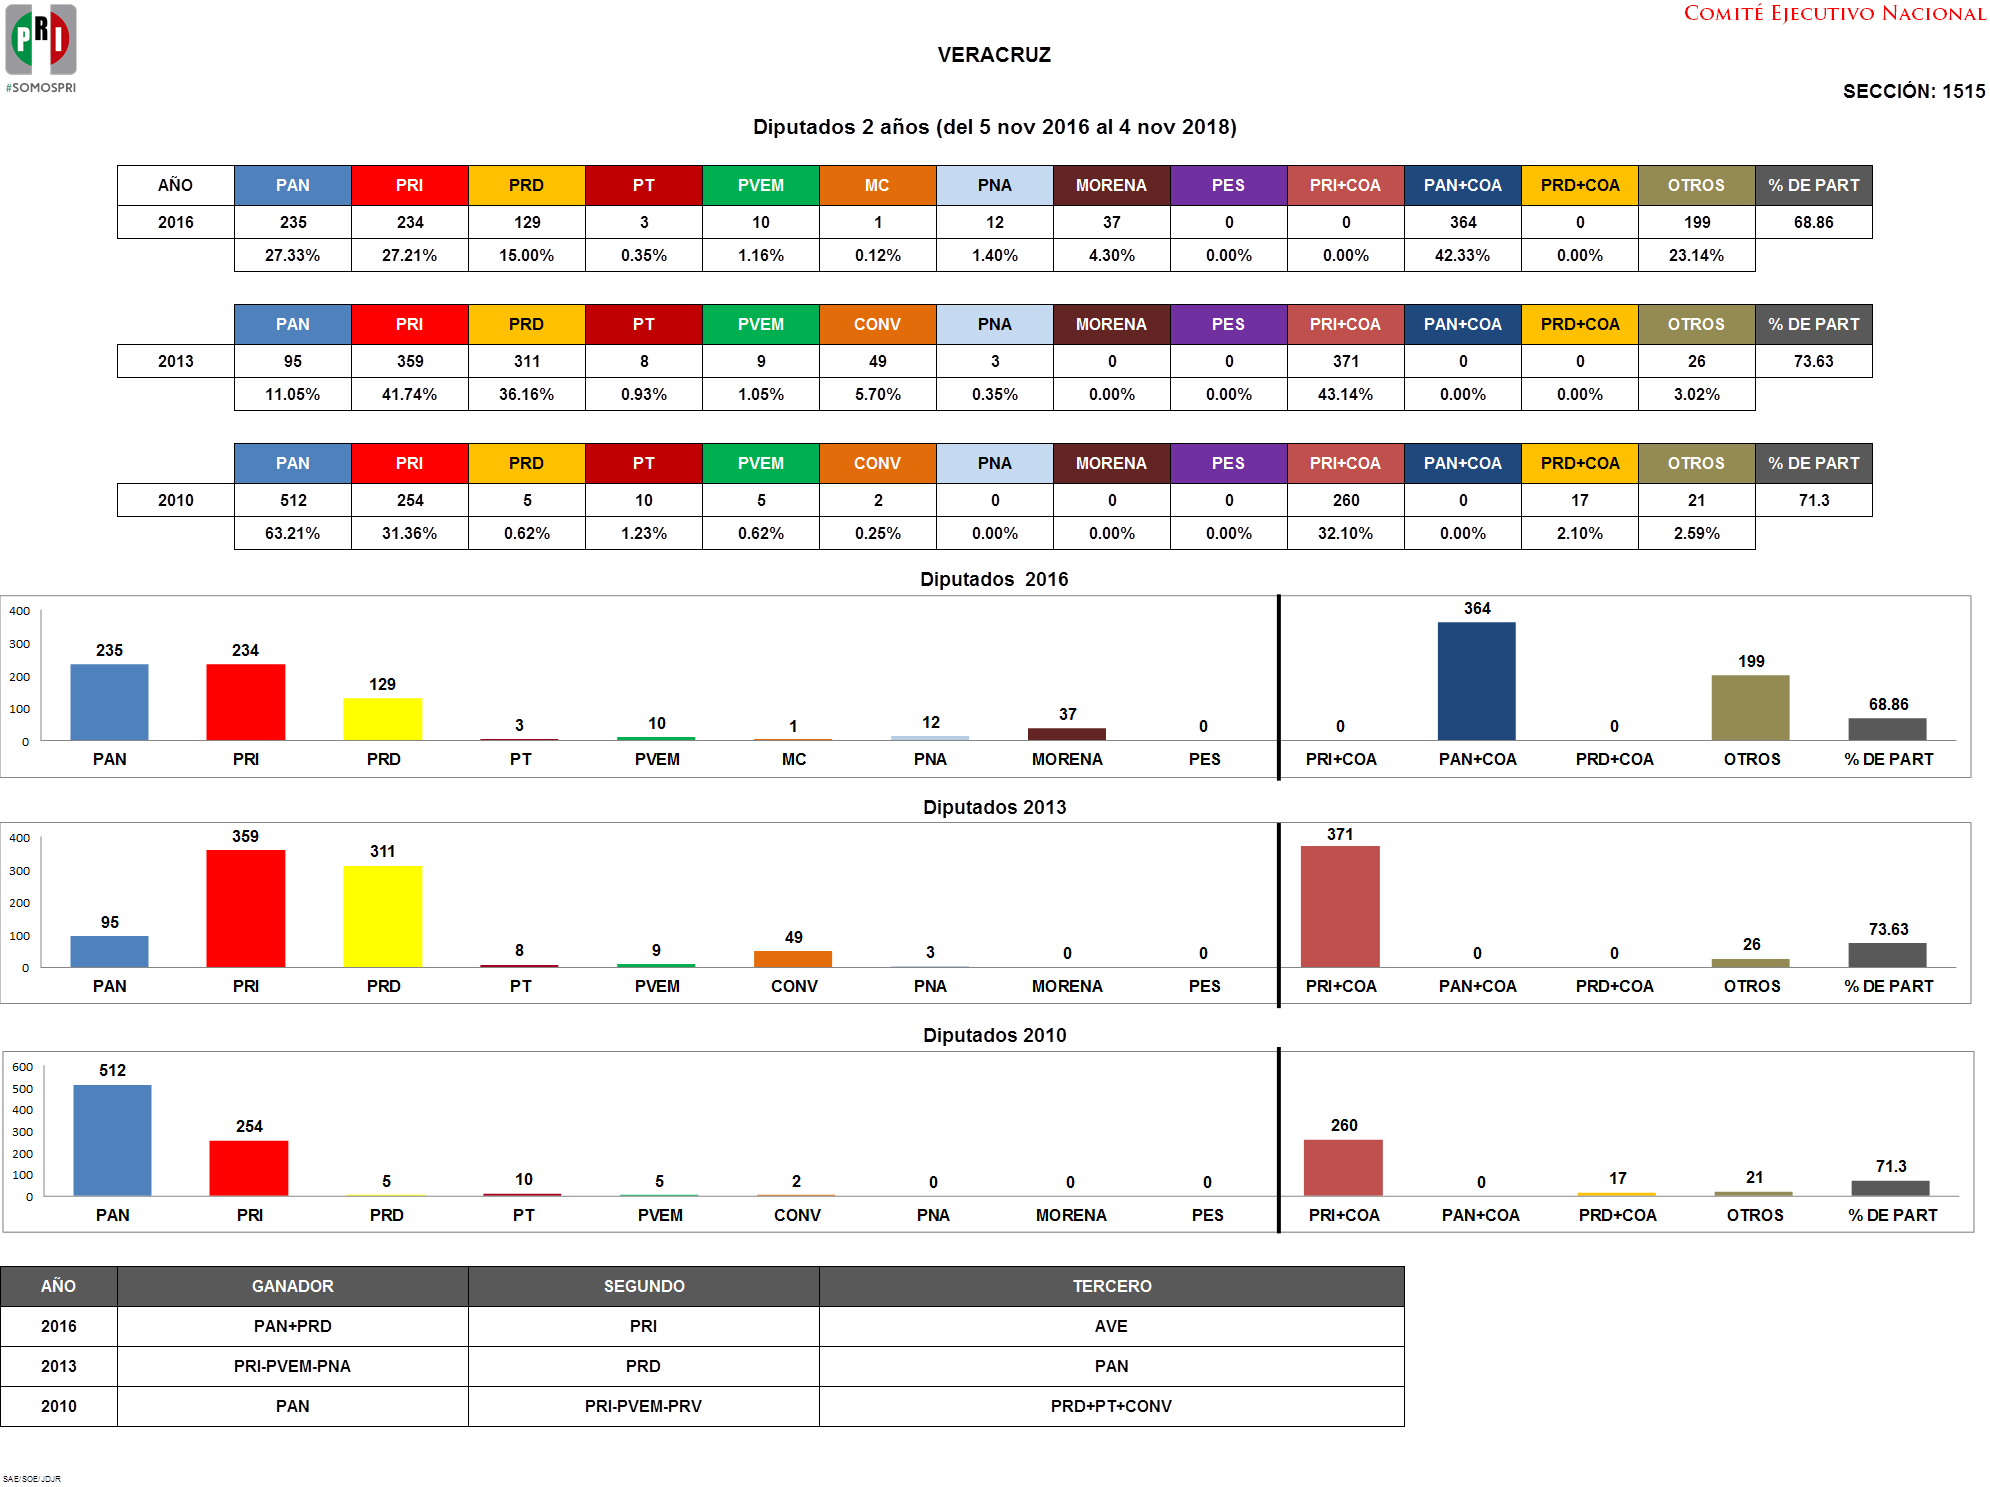 PRI
#SOMOSPRI
COMITÉ EJECUTIVO NACIONAL
VERACRUZ
SECCIÓN: 1515
Diputados 2 años (del 5 nov 2016 al 4 nov 2018)
AÑO PAN PRI PRD PT PVEM MC PNA MORENA PES PRI+COA PAN+COA PRD+COA OTROS % DE PART
2016 235 234 129 3 10 1 12 37 0 0 364 0 199 68.86
27.33% 27.21% 15.00% 0.35% 1.16% 0.12% 1.40% 4.30% 0.00% 0.00% 42.33% 0.00% 23.14%
PAN PRI PRD PT PVEM CONV PNA MORENA PES PRI+COA PAN+COA PRD+COA OTROS % DE PART
2013 95 359 311 8 9 49 3 0 0 371 0 0 26 73.63
11.05% 41.74% 36.16% 0.93% 1.05% 5.70% 0.35% 0.00% 0.00% 43.14% 0.00% 0.00% 3.02%
PAN PRI PRD PT PVEM CONV PNA MORENA PES PRI+COA PAN+COA PRD+COA OTROS % DE PART
2010 512 254 5 10 5 2 0 0 0 260 0 17 21 71.3
63.21% 31.36% 0.62% 1.23% 0.62% 0.25% 0.00% 0.00% 0.00% 32.10% 0.00% 2.10% 2.59%
Diputados 2016
400
300
200
100
0
235 234 129 3 10 1 12 37 0 0 364 0 199 68.86
PAN PRI PRD PT PVEM MC PNA MORENA PES PRI+COA PAN+COA PRD+COA OTROS % DE PART
Diputados 2013
400
300
200
100
0
95 359 311 8 9 49 3 0 0 371 0 0 26 73.63
PAN PRI PRD PT PVEM CONV PNA MORENA PES PRI+COA PAN+COA PRD+COA OTROS % DE PART
Diputados 2010
600
500
400
300
200
100
0
512 254 5 10 5 2 0 0 0 260 0 17 21 71.3
PAN PRI PRD PT PVEM CONV PNA MORENA PES PRI+COA PAN+COA PRD+COA OTROS % DE PART
AÑO GANADOR SEGUNDO TERCERO
2016 PAN+PRD PRI AVE
2013 PRI-PVEM-PNA PRD PAN
2010 PAN PRI-PVEM-PRV PRD+PT+CONV
SAE/SOE/JDJR